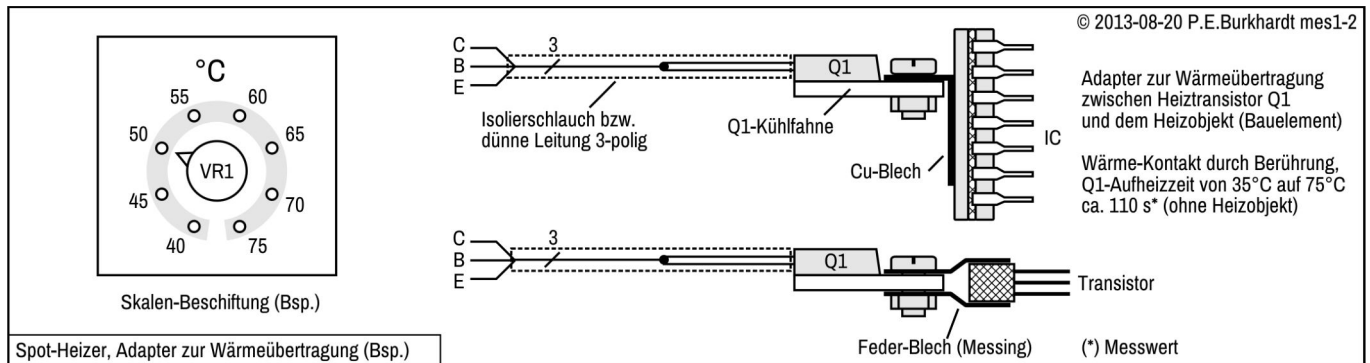 © 2013-08-20 P.E.Burkhardt mes1-2
°C
55
60
50
65
VR1
45
70
40
75
Skalen-Beschiftung (Bsp.)
C
B
E
3
Q1
Isolierschlauch bzw.
dünne Leitung 3-polig
Q1-Kühlfahne
Cu-Blech
IC
Adapter zur Wärmeübertragung
zwischen Heiztransistor Q1
und dem Heizobjekt (Bauelement)
Wärme-Kontakt durch Berührung,
Q1-Aufheizzeit von 35°C auf 75°C
ca. 110 s* (ohne Heizobjekt)
C
B
E
3
Q1
Transistor
Feder-Blech (Messing)
(*) Messwert
Spot-Heizer, Adapter zur Wärmeübertragung (Bsp.)